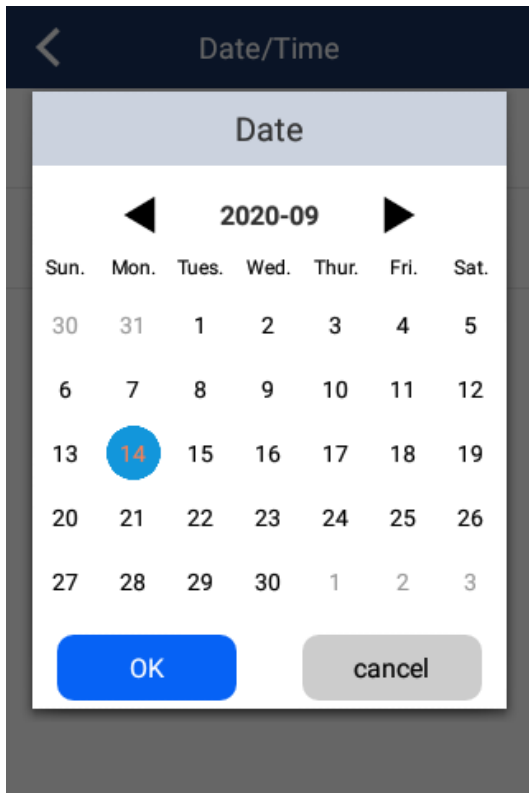 Date/Time
Date
2020-09
Sun. Mon. Tues. Wed. Thur. Fri. Sat.
30 31 1 2 3 4 5
6 7 8 9 10 11 12
13 14 15 16 17 18 19
20 21 22 23 24 25 26
27 28 29 30 1 2 3
OK cancel